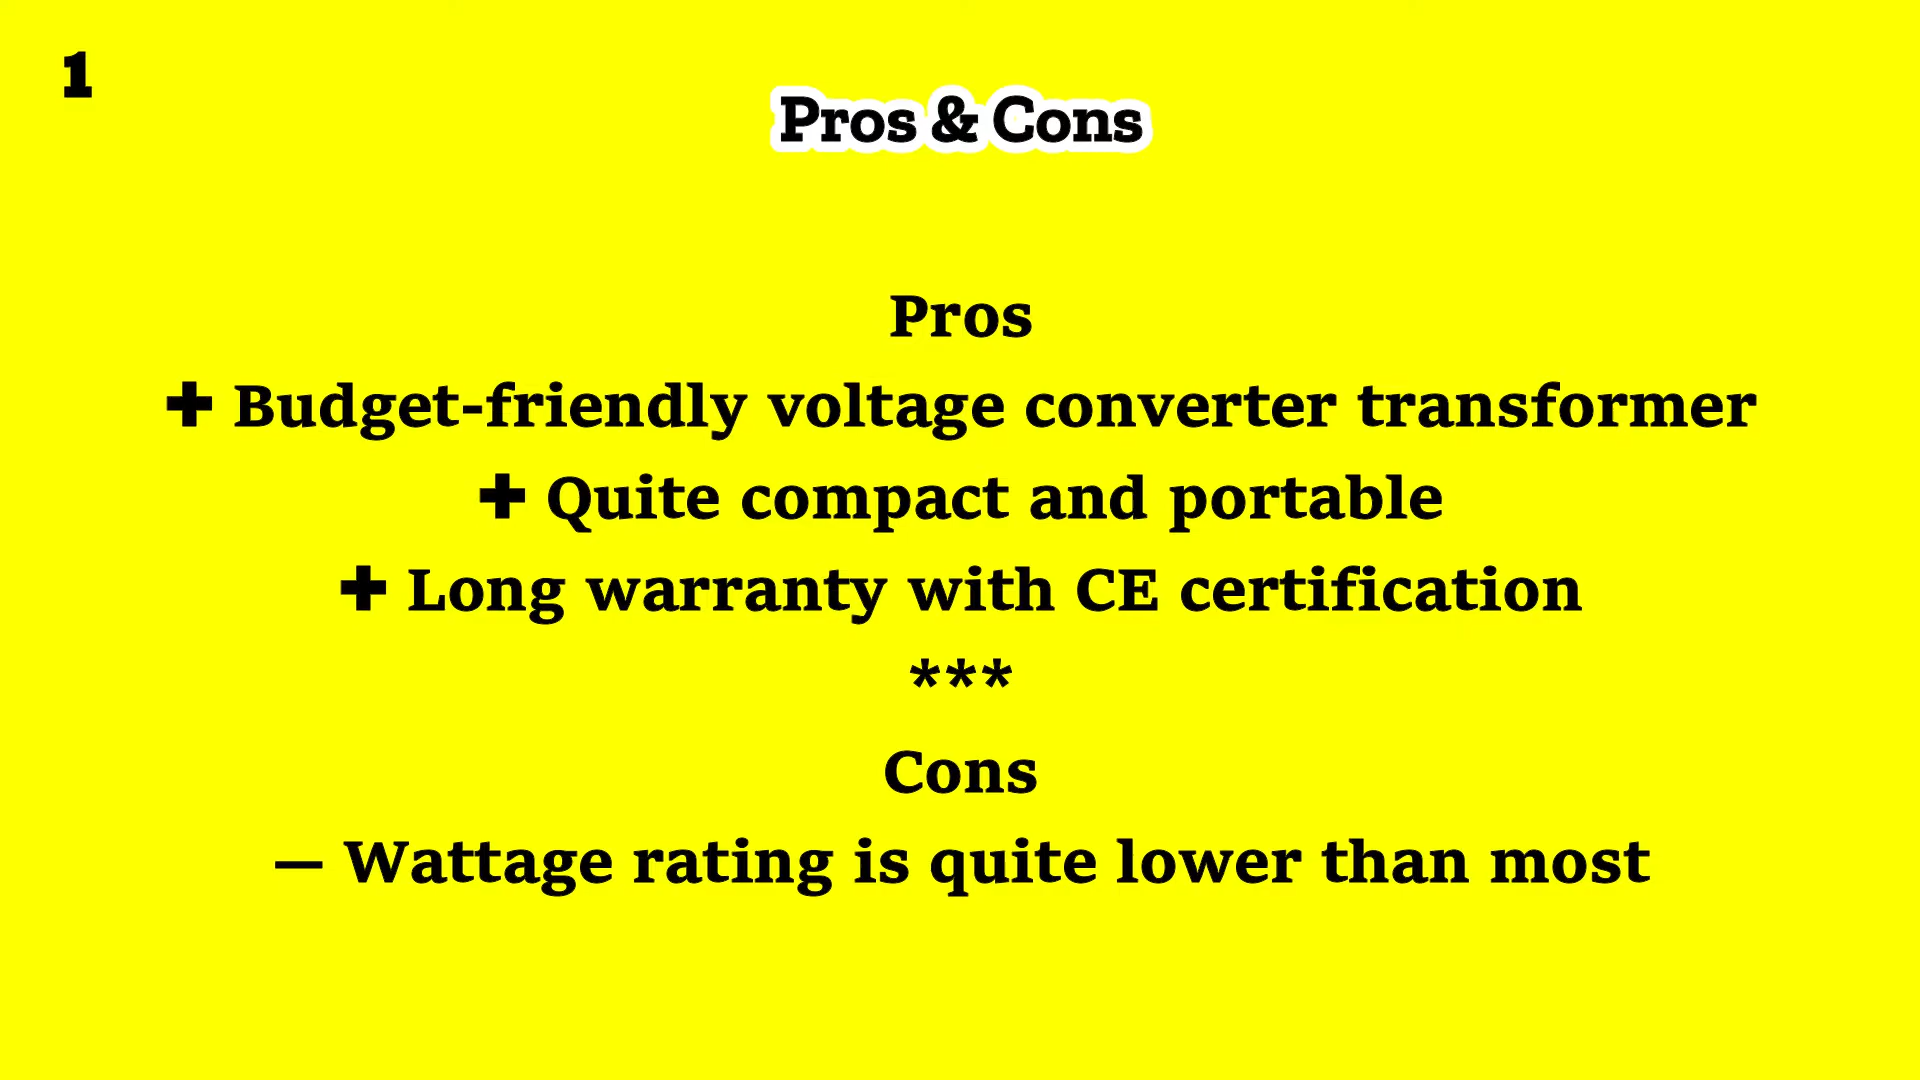 1
Pros & Cons
Pros
✚ Budget-friendly voltage converter transformer
✚ Quite compact and portable
✚ Long warranty with CE certification
***
Cons
— Wattage rating is quite lower than most